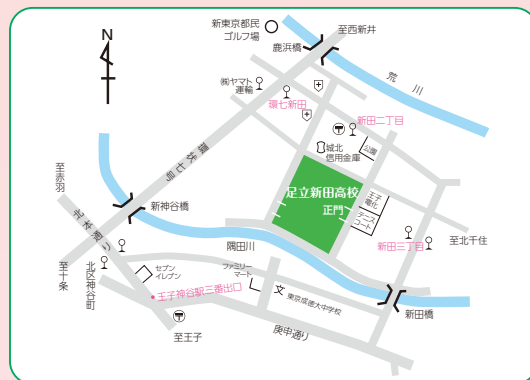 新東京都民
ゴルフ場
至西新井
N
鹿浜橋
荒川
㈱ヤマト
運輸
環七新田
新田二丁目
公園
城北
信用金庫
環状七号
至赤羽
足立新田高校
正門
王子
電化
テニス
コート
新神谷橋
北本通り
隅田川
新田三丁目
至北千住
至十条
北区神谷町
セブン
イレブン
ファミリー
マート
文
東京成徳大中学校
王子神谷駅三番出口
新田橋
至王子
庚申通り